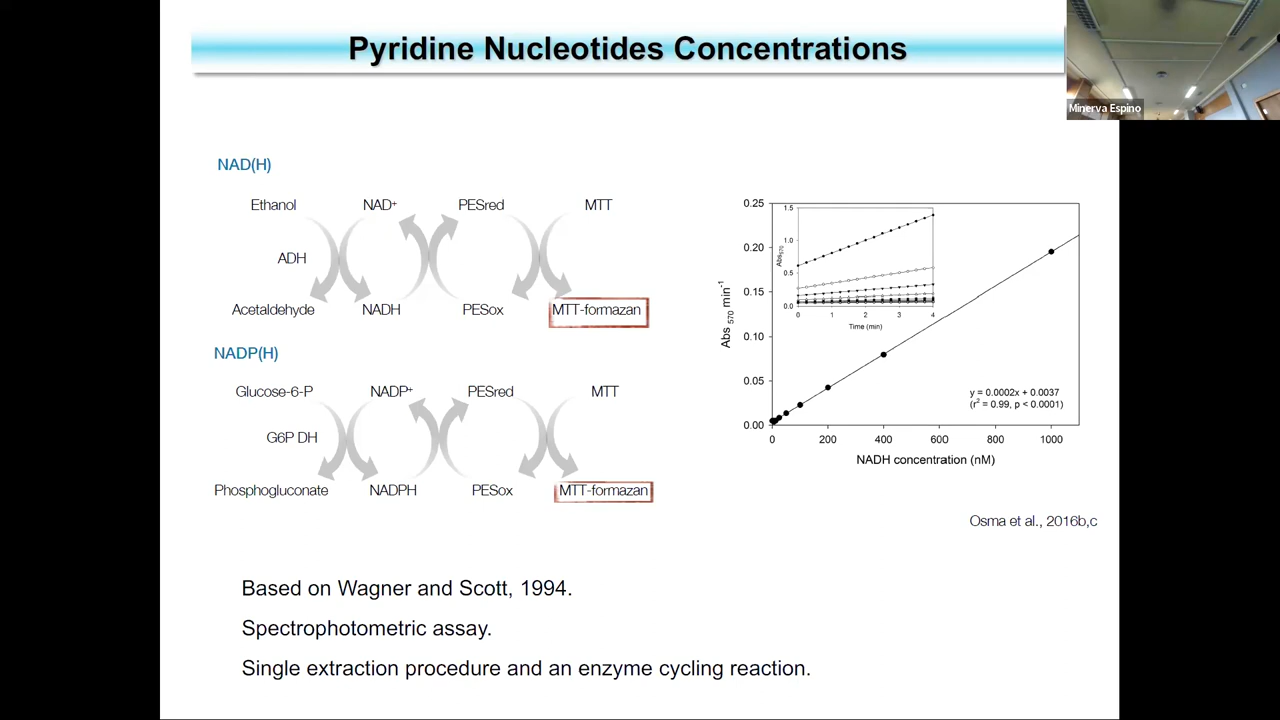 Pyridine Nucleotides Concentrations
Minerva Espino
NAD(H)
Ethanol NAD⁺ PESred MTT
ADH
Acetaldehyde NADH PESox MTT-formazan
NADP(H)
Glucose-6-P NADP⁺ PESred MTT
G6P DH
Phosphogluconate NADPH PESox MTT-formazan
Abs 570 min⁻¹
0.25
0.20
0.15
0.10
0.05
0.00
0 200 400 600 800 1000
NADH concentration (nM)
Abs570
1.5
1.0
0.5
0.0
0 1 2 3 4
Time (min)
y = 0.0002x + 0.0037
(r² = 0.99, p < 0.0001)
Osma et al., 2016b,c
Based on Wagner and Scott, 1994.
Spectrophotometric assay.
Single extraction procedure and an enzyme cycling reaction.